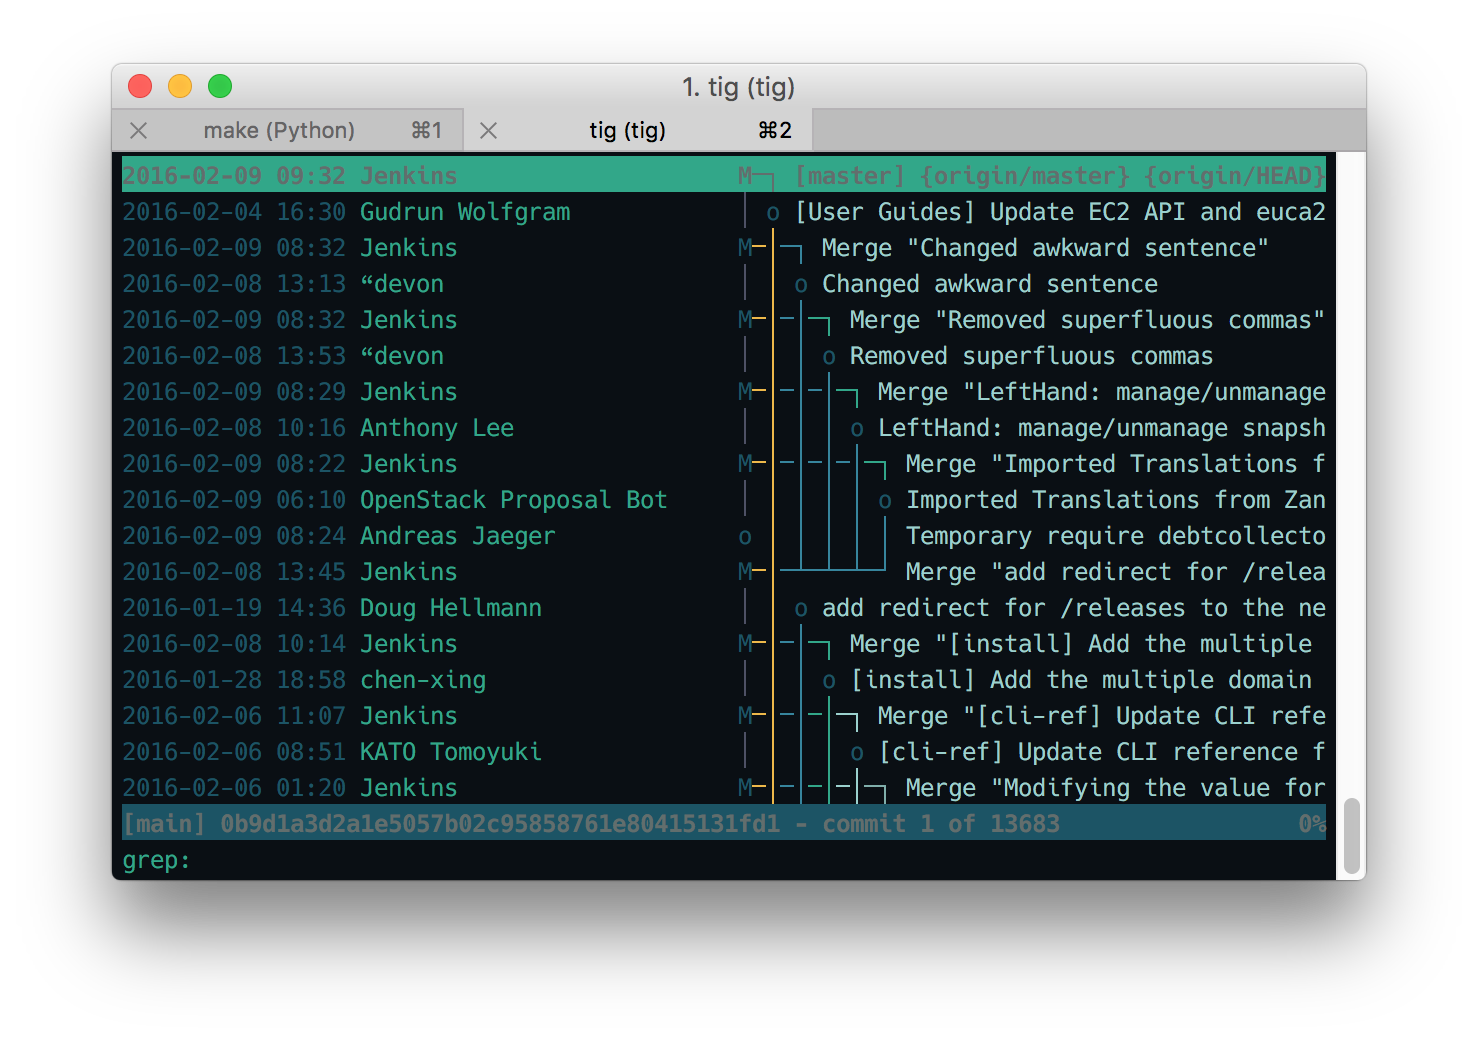 1. tig (tig)
make (Python) ⌘1 tig (tig) ⌘2
2016-02-09 09:32 Jenkins M [master] {origin/master} {origin/HEAD}
2016-02-04 16:30 Gudrun Wolfgram o [User Guides] Update EC2 API and euca2
2016-02-09 08:32 Jenkins M Merge "Changed awkward sentence"
2016-02-08 13:13 “devon o Changed awkward sentence
2016-02-09 08:32 Jenkins M Merge "Removed superfluous commas"
2016-02-08 13:53 “devon o Removed superfluous commas
2016-02-09 08:29 Jenkins M Merge "LeftHand: manage/unmanage
2016-02-08 10:16 Anthony Lee o LeftHand: manage/unmanage snapsh
2016-02-09 08:22 Jenkins M Merge "Imported Translations f
2016-02-09 06:10 OpenStack Proposal Bot o Imported Translations from Zan
2016-02-09 08:24 Andreas Jaeger o Temporary require debtcollecto
2016-02-08 13:45 Jenkins M Merge "add redirect for /relea
2016-01-19 14:36 Doug Hellmann o add redirect for /releases to the ne
2016-02-08 10:14 Jenkins M Merge "[install] Add the multiple
2016-01-28 18:58 chen-xing o [install] Add the multiple domain
2016-02-06 11:07 Jenkins M Merge "[cli-ref] Update CLI refe
2016-02-06 08:51 KATO Tomoyuki o [cli-ref] Update CLI reference f
2016-02-06 01:20 Jenkins M Merge "Modifying the value for
[main] 0b9d1a3d2a1e5057b02c95858761e80415131fd1 - commit 1 of 13683 0%
grep: